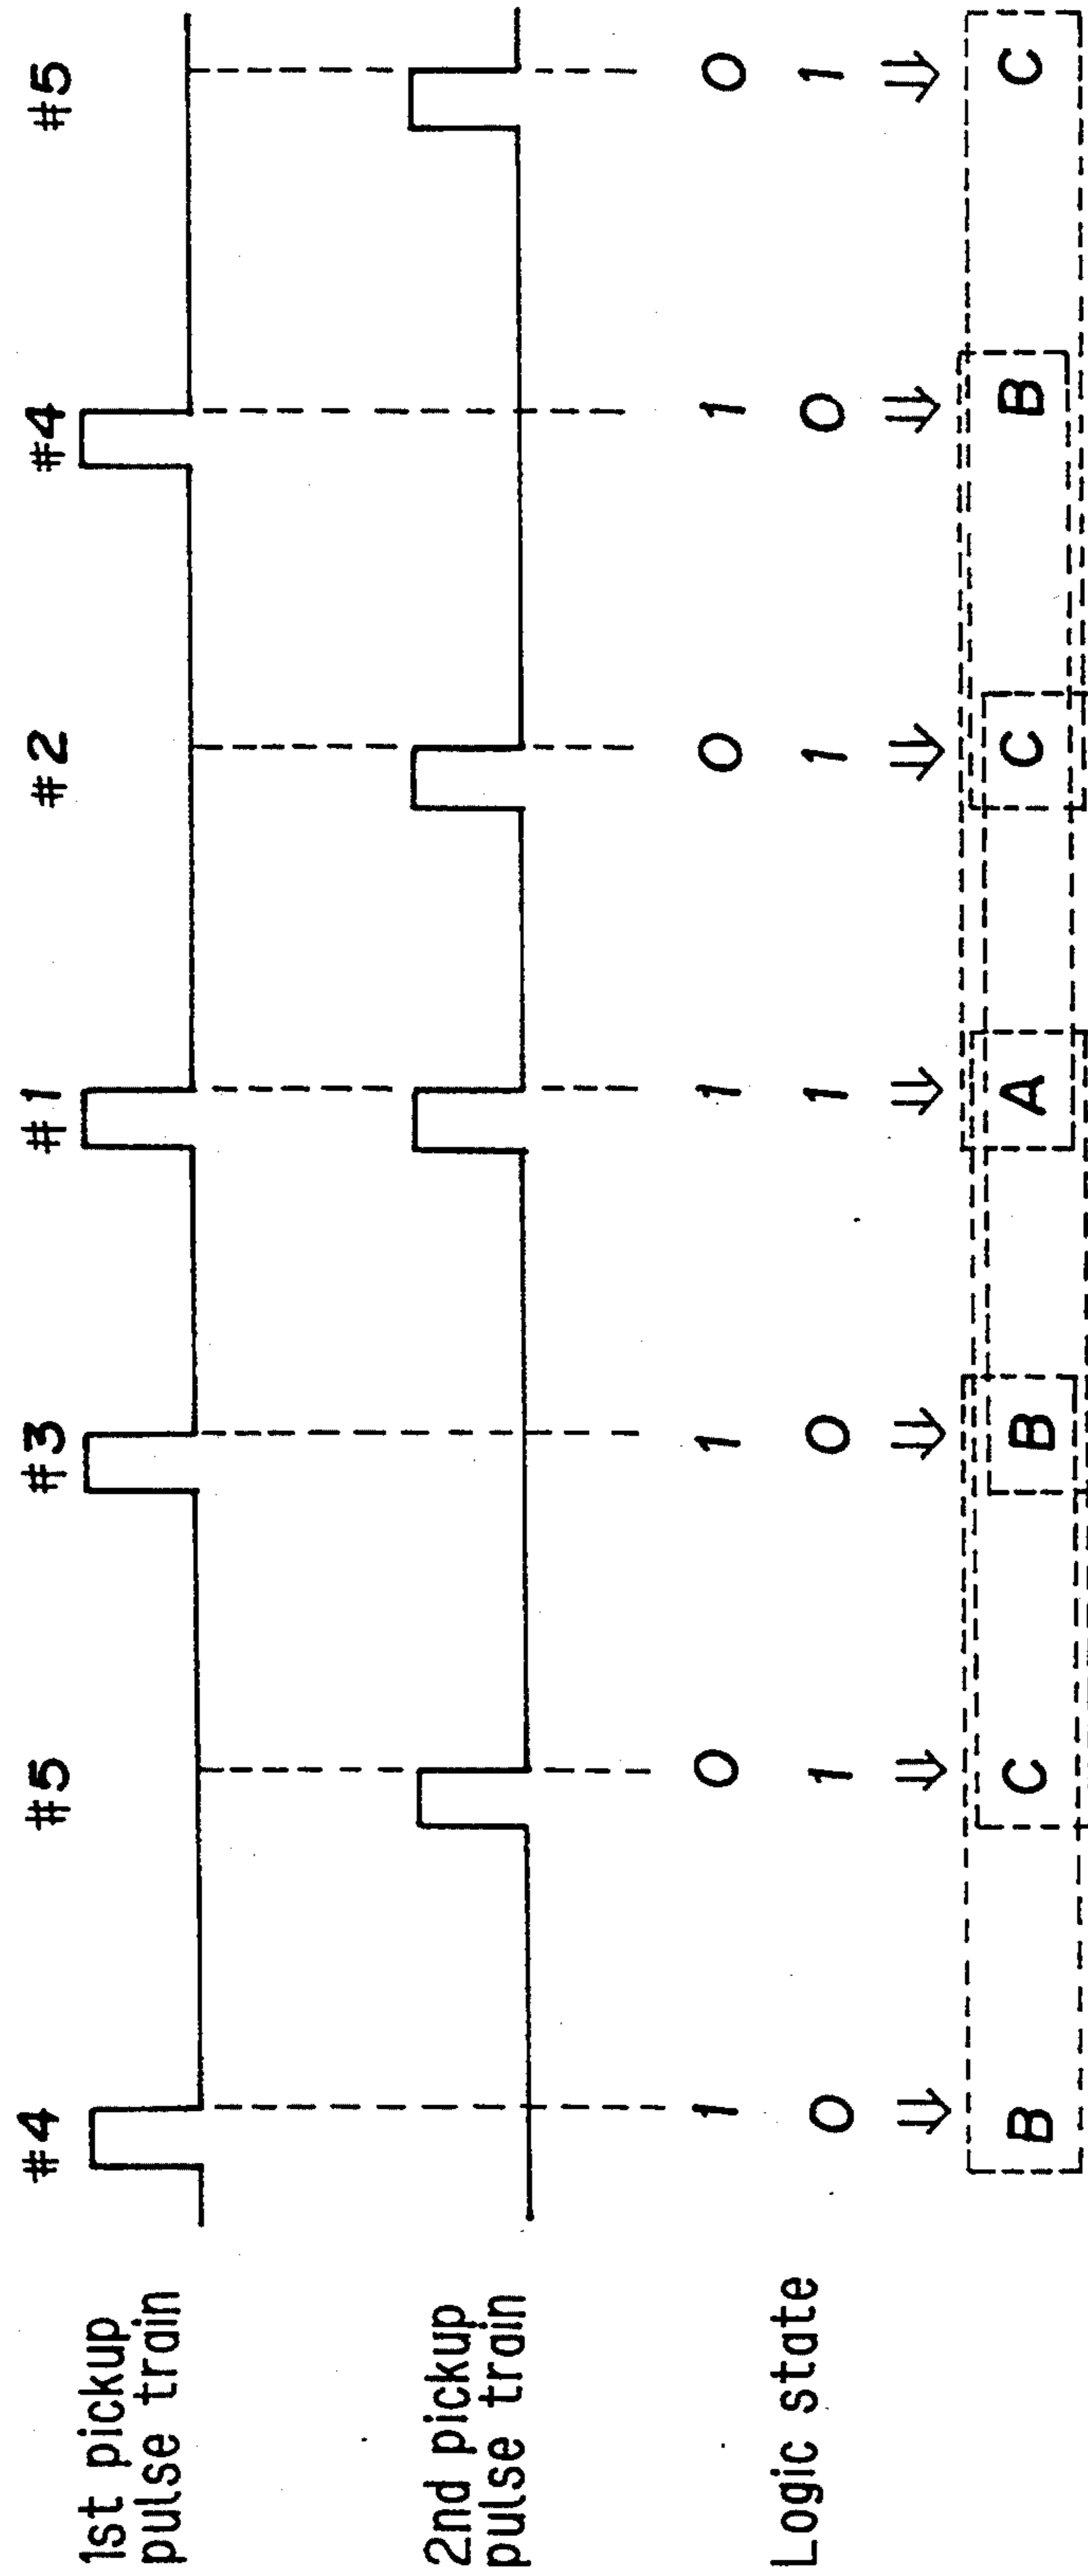 #4 #5 #3 #1 #2 #4 #5
1st pickup
pulse train
2nd pickup
pulse train
Logic state
1 0 1 1 0 1 0
0 1 0 1 1 0 1
⇒ ⇒ ⇒ ⇒ ⇒ ⇒ ⇒
B C B A C B C